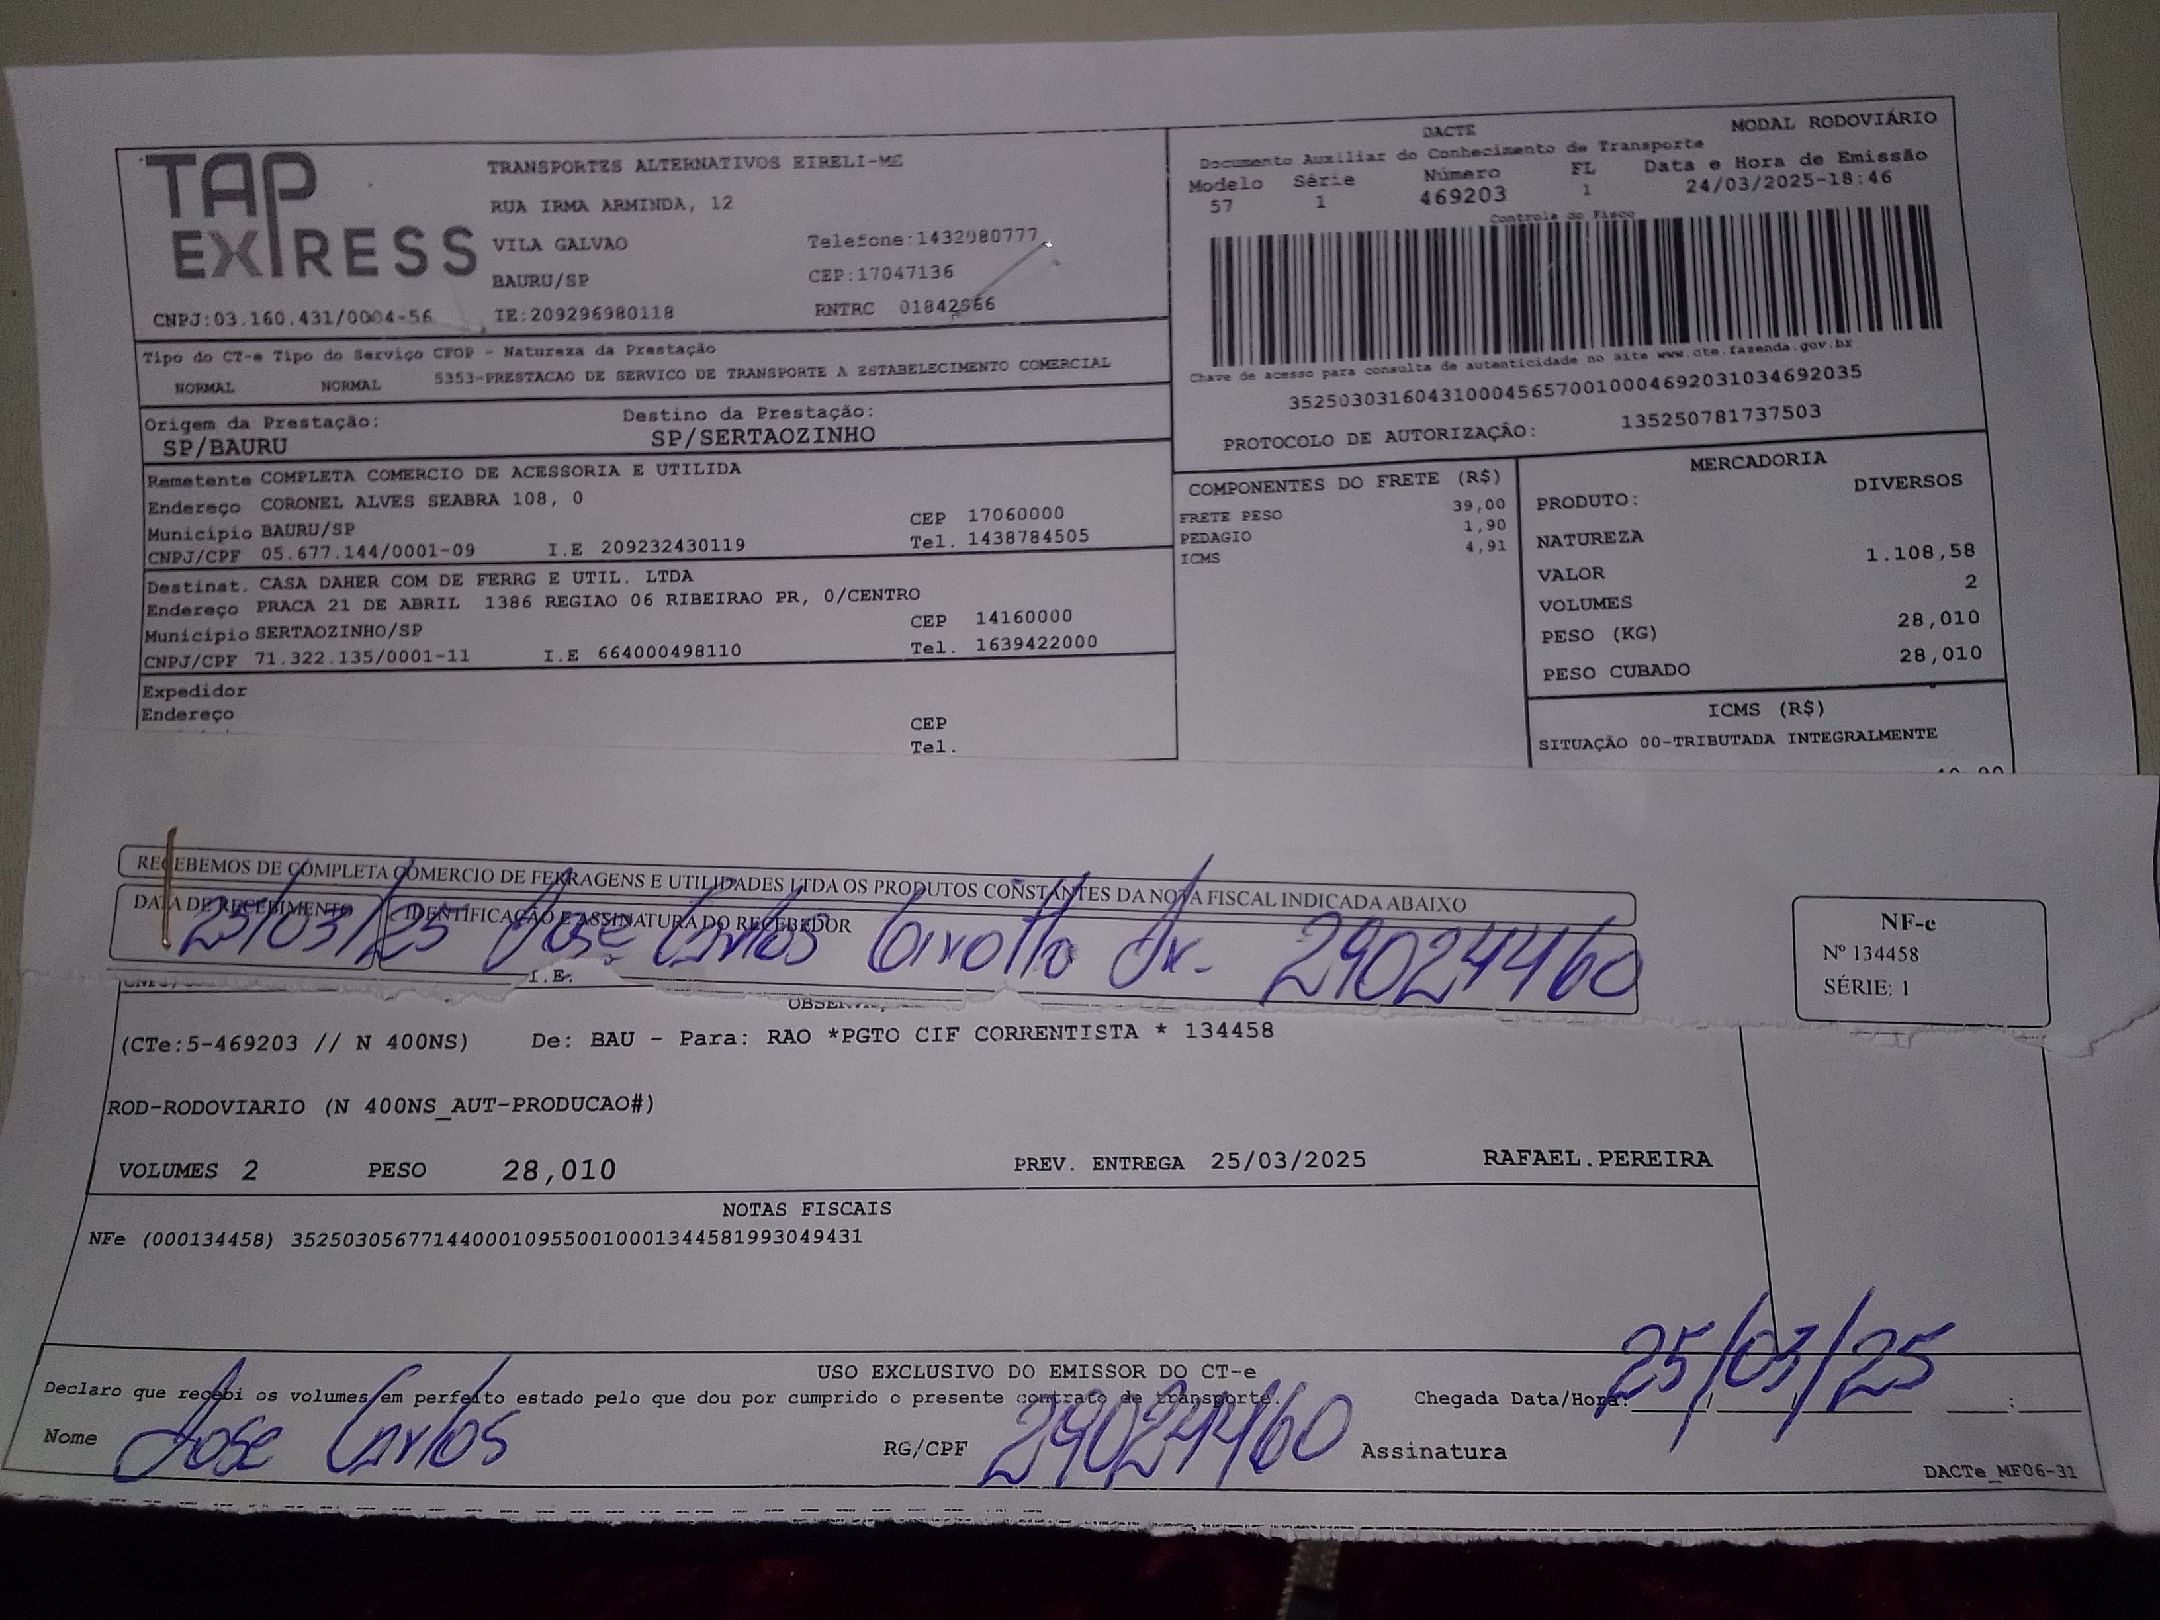 TAP EXPRESS
TRANSPORTES ALTERNATIVOS EIRELI-ME
RUA IRMA ARMINDA, 12
VILA GALVAO Telefone:1432080777
BAURU/SP CEP:17047136
CNPJ:03.160.431/0004-56 IE:209296980118 RNTRC 01842866
DACTE MODAL RODOVIÁRIO
Documento Auxiliar do Conhecimento de Transporte
Modelo Série Número FL Data e Hora de Emissão
57 1 469203 1 24/03/2025-18:46
Controle do Fisco
Chave de acesso para consulta de autenticidade no site www.cte.fazenda.gov.br
35250303160431000456570010004692031034692035
PROTOCOLO DE AUTORIZAÇÃO: 135250781737503
Tipo do CT-e Tipo do Serviço CFOP - Natureza da Prestação
NORMAL NORMAL 5353-PRESTACAO DE SERVICO DE TRANSPORTE A ESTABELECIMENTO COMERCIAL
Origem da Prestação: Destino da Prestação:
SP/BAURU SP/SERTAOZINHO
Remetente COMPLETA COMERCIO DE ACESSORIA E UTILIDA
Endereço CORONEL ALVES SEABRA 108, 0
Município BAURU/SP CEP 17060000
CNPJ/CPF 05.677.144/0001-09 I.E 209232430119 Tel. 1438784505
Destinat. CASA DAHER COM DE FERRG E UTIL. LTDA
Endereço PRACA 21 DE ABRIL 1386 REGIAO 06 RIBEIRAO PR, 0/CENTRO
Município SERTAOZINHO/SP CEP 14160000
CNPJ/CPF 71.322.135/0001-11 I.E 664000498110 Tel. 1639422000
Expedidor
Endereço
CEP
Tel.
COMPONENTES DO FRETE (R$)
FRETE PESO 39,00
PEDAGIO 1,90
ICMS 4,91
MERCADORIA
PRODUTO: DIVERSOS
NATUREZA
VALOR 1.108,58
VOLUMES 2
PESO (KG) 28,010
PESO CUBADO 28,010
ICMS (R$)
SITUAÇÃO 00-TRIBUTADA INTEGRALMENTE
RECEBEMOS DE COMPLETA COMERCIO DE FERRAGENS E UTILIDADES LTDA OS PRODUTOS CONSTANTES DA NOTA FISCAL INDICADA ABAIXO
DATA DE RECEBIMENTO IDENTIFICAÇÃO E ASSINATURA DO RECEBEDOR
25/03/25 Jose Carlos 29024460
NF-e
Nº 134458
SÉRIE: 1
I.E.
(CTe:5-469203 // N 400NS) De: BAU - Para: RAO *PGTO CIF CORRENTISTA * 134458
ROD-RODOVIARIO (N 400NS_AUT-PRODUCAO#)
VOLUMES 2 PESO 28,010 PREV. ENTREGA 25/03/2025 RAFAEL.PEREIRA
NOTAS FISCAIS
NFe (000134458) 35250305677144000109550010001344581993049431
USO EXCLUSIVO DO EMISSOR DO CT-e
Declaro que recebi os volumes em perfeito estado pelo que dou por cumprido o presente contrato de transporte. Chegada Data/Hora: 25/03/25
Nome Jose Carlos RG/CPF 29024460 Assinatura
DACTe_MF06-31